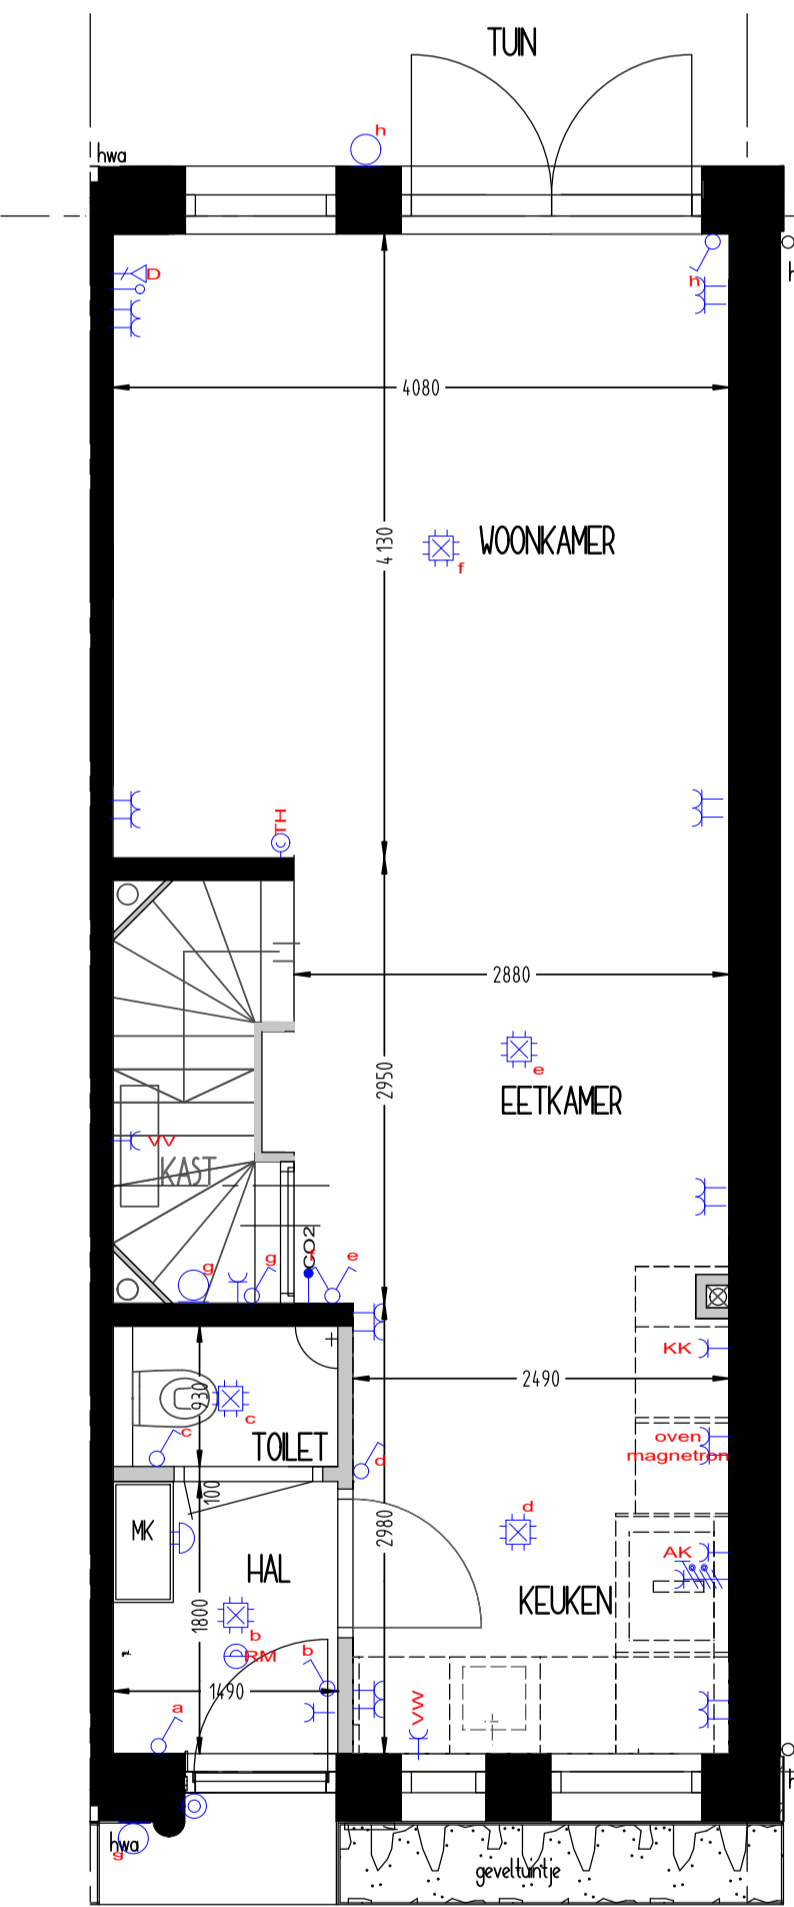 TUIN
h
hwa
D
h
h
4080
4130
WOONKAMER
f
TH
2880
e
2950
EETKAMER
VV
KAST
CO2
g
g
f
e
KK
2490
930
c
c
TOILET
oven
magnetron
d
100
d
MK
2980
AK
HAL
KEUKEN
1800
b
RM
b
1490
VW
a
hwa
g
geveltuintje
h